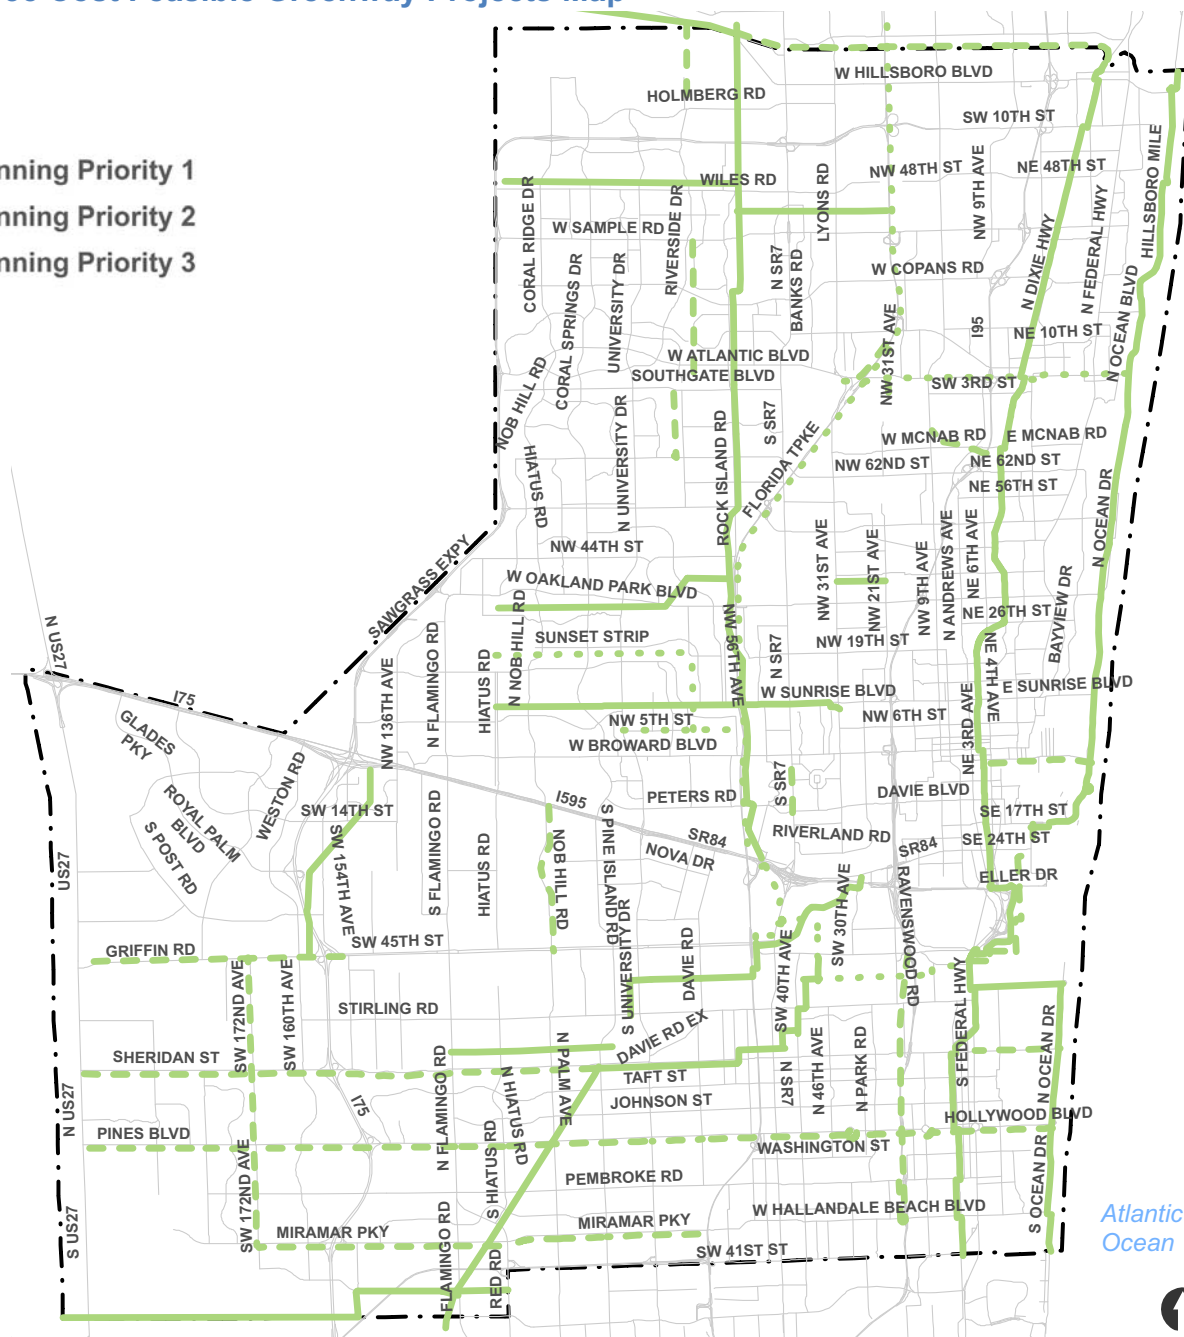 Cost Feasible Greenway Projects Map
nning Priority 1
nning Priority 2
nning Priority 3
W HILLSBORO BLVD
HOLMBERG RD
SW 10TH ST
HILLSBORO MILE
NW 48TH ST
NW 9TH AVE
NE 48TH ST
WILES RD
LYONS RD
CORAL RIDGE DR
RIVERSIDE DR
N FEDERAL HWY
W SAMPLE RD
N DIXIE HWY
N SR7
BANKS RD
W COPANS RD
CORAL SPRINGS DR
UNIVERSITY DR
N OCEAN BLVD
NW 31ST AVE
I95
NE 10TH ST
W ATLANTIC BLVD
SOUTHGATE BLVD
SW 3RD ST
NOB HILL RD
N UNIVERSITY DR
ROCK ISLAND RD
S SR7
FLORIDA TPKE
W MCNAB RD
E MCNAB RD
NW 62ND ST
NE 62ND ST
NE 56TH ST
HIATUS RD
N OCEAN DR
NW 44TH ST
SAWGRASS EXPY
W OAKLAND PARK BLVD
NW 31ST AVE
NW 21ST AVE
NW 9TH AVE
N ANDREWS AVE
NE 6TH AVE
BAYVIEW DR
NE 26TH ST
N US27
SUNSET STRIP
NW 19TH ST
N NOB HILL RD
NW 56TH AVE
N SR7
NE 4TH AVE
E SUNRISE BLVD
W SUNRISE BLVD
I75
NW 136TH AVE
N FLAMINGO RD
HIATUS RD
NW 5TH ST
NW 6TH ST
NE 3RD AVE
GLADES
PKY
W BROWARD BLVD
WESTON RD
S SR7
DAVIE BLVD
I595
PETERS RD
SW 14TH ST
SE 17TH ST
ROYAL PALM
BLVD
S POST RD
SR84
RIVERLAND RD
SE 24TH ST
NOVA DR
SR84
US27
SW 154TH AVE
S FLAMINGO RD
HIATUS RD
NOB HILL RD
S PINE ISLAND RD
ELLER DR
SW 30TH AVE
RAVENSWOOD RD
GRIFFIN RD
SW 45TH ST
S UNIVERSITY DR
DAVIE RD
SW 40TH AVE
SW 172ND AVE
SW 160TH AVE
STIRLING RD
S FEDERAL HWY
DAVIE RD EX
N OCEAN DR
SHERIDAN ST
TAFT ST
N US27
I75
N FLAMINGO RD
N HIATUS RD
N PALM AVE
JOHNSON ST
N SR7
N 46TH AVE
N PARK RD
HOLLYWOOD BLVD
PINES BLVD
WASHINGTON ST
SW 172ND AVE
S HIATUS RD
PEMBROKE RD
S OCEAN DR
W HALLANDALE BEACH BLVD
S US27
MIRAMAR PKY
MIRAMAR PKY
SW 41ST ST
FLAMINGO RD
RED RD
Atlantic
Ocean